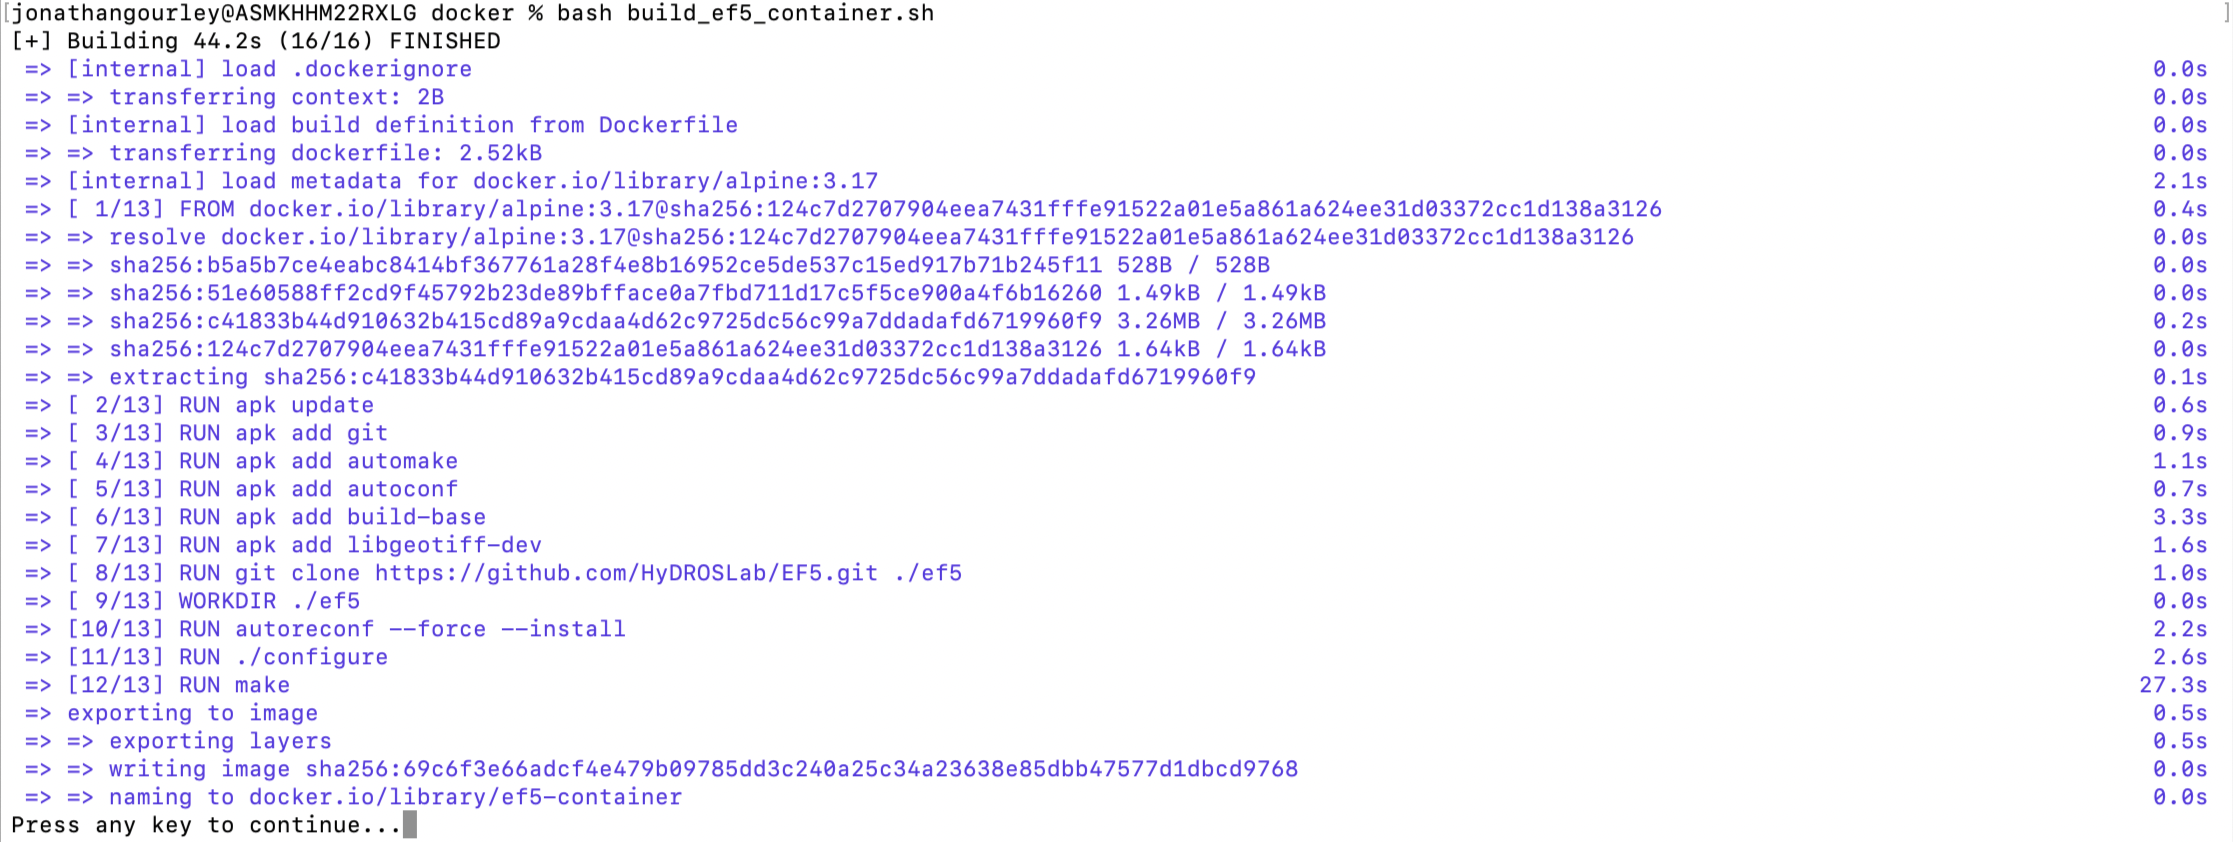 [jonathangourley@ASMKHHM22RXLG docker % bash build_ef5_container.sh ]
[+] Building 44.2s (16/16) FINISHED
=> [internal] load .dockerignore 0.0s
=> => transferring context: 2B 0.0s
=> [internal] load build definition from Dockerfile 0.0s
=> => transferring dockerfile: 2.52kB 0.0s
=> [internal] load metadata for docker.io/library/alpine:3.17 2.1s
=> [ 1/13] FROM docker.io/library/alpine:3.17@sha256:124c7d2707904eea7431fffe91522a01e5a861a624ee31d03372cc1d138a3126 0.4s
=> => resolve docker.io/library/alpine:3.17@sha256:124c7d2707904eea7431fffe91522a01e5a861a624ee31d03372cc1d138a3126 0.0s
=> => sha256:b5a5b7ce4eabc8414bf367761a28f4e8b16952ce5de537c15ed917b71b245f11 528B / 528B 0.0s
=> => sha256:51e60588ff2cd9f45792b23de89bfface0a7fbd711d17c5f5ce900a4f6b16260 1.49kB / 1.49kB 0.0s
=> => sha256:c41833b44d910632b415cd89a9cdaa4d62c9725dc56c99a7ddadafd6719960f9 3.26MB / 3.26MB 0.2s
=> => sha256:124c7d2707904eea7431fffe91522a01e5a861a624ee31d03372cc1d138a3126 1.64kB / 1.64kB 0.0s
=> => extracting sha256:c41833b44d910632b415cd89a9cdaa4d62c9725dc56c99a7ddadafd6719960f9 0.1s
=> [ 2/13] RUN apk update 0.6s
=> [ 3/13] RUN apk add git 0.9s
=> [ 4/13] RUN apk add automake 1.1s
=> [ 5/13] RUN apk add autoconf 0.7s
=> [ 6/13] RUN apk add build-base 3.3s
=> [ 7/13] RUN apk add libgeotiff-dev 1.6s
=> [ 8/13] RUN git clone https://github.com/HyDROSLab/EF5.git ./ef5 1.0s
=> [ 9/13] WORKDIR ./ef5 0.0s
=> [10/13] RUN autoreconf --force --install 2.2s
=> [11/13] RUN ./configure 2.6s
=> [12/13] RUN make 27.3s
=> exporting to image 0.5s
=> => exporting layers 0.5s
=> => writing image sha256:69c6f3e66adcf4e479b09785dd3c240a25c34a23638e85dbb47577d1dbcd9768 0.0s
=> => naming to docker.io/library/ef5-container 0.0s
Press any key to continue...